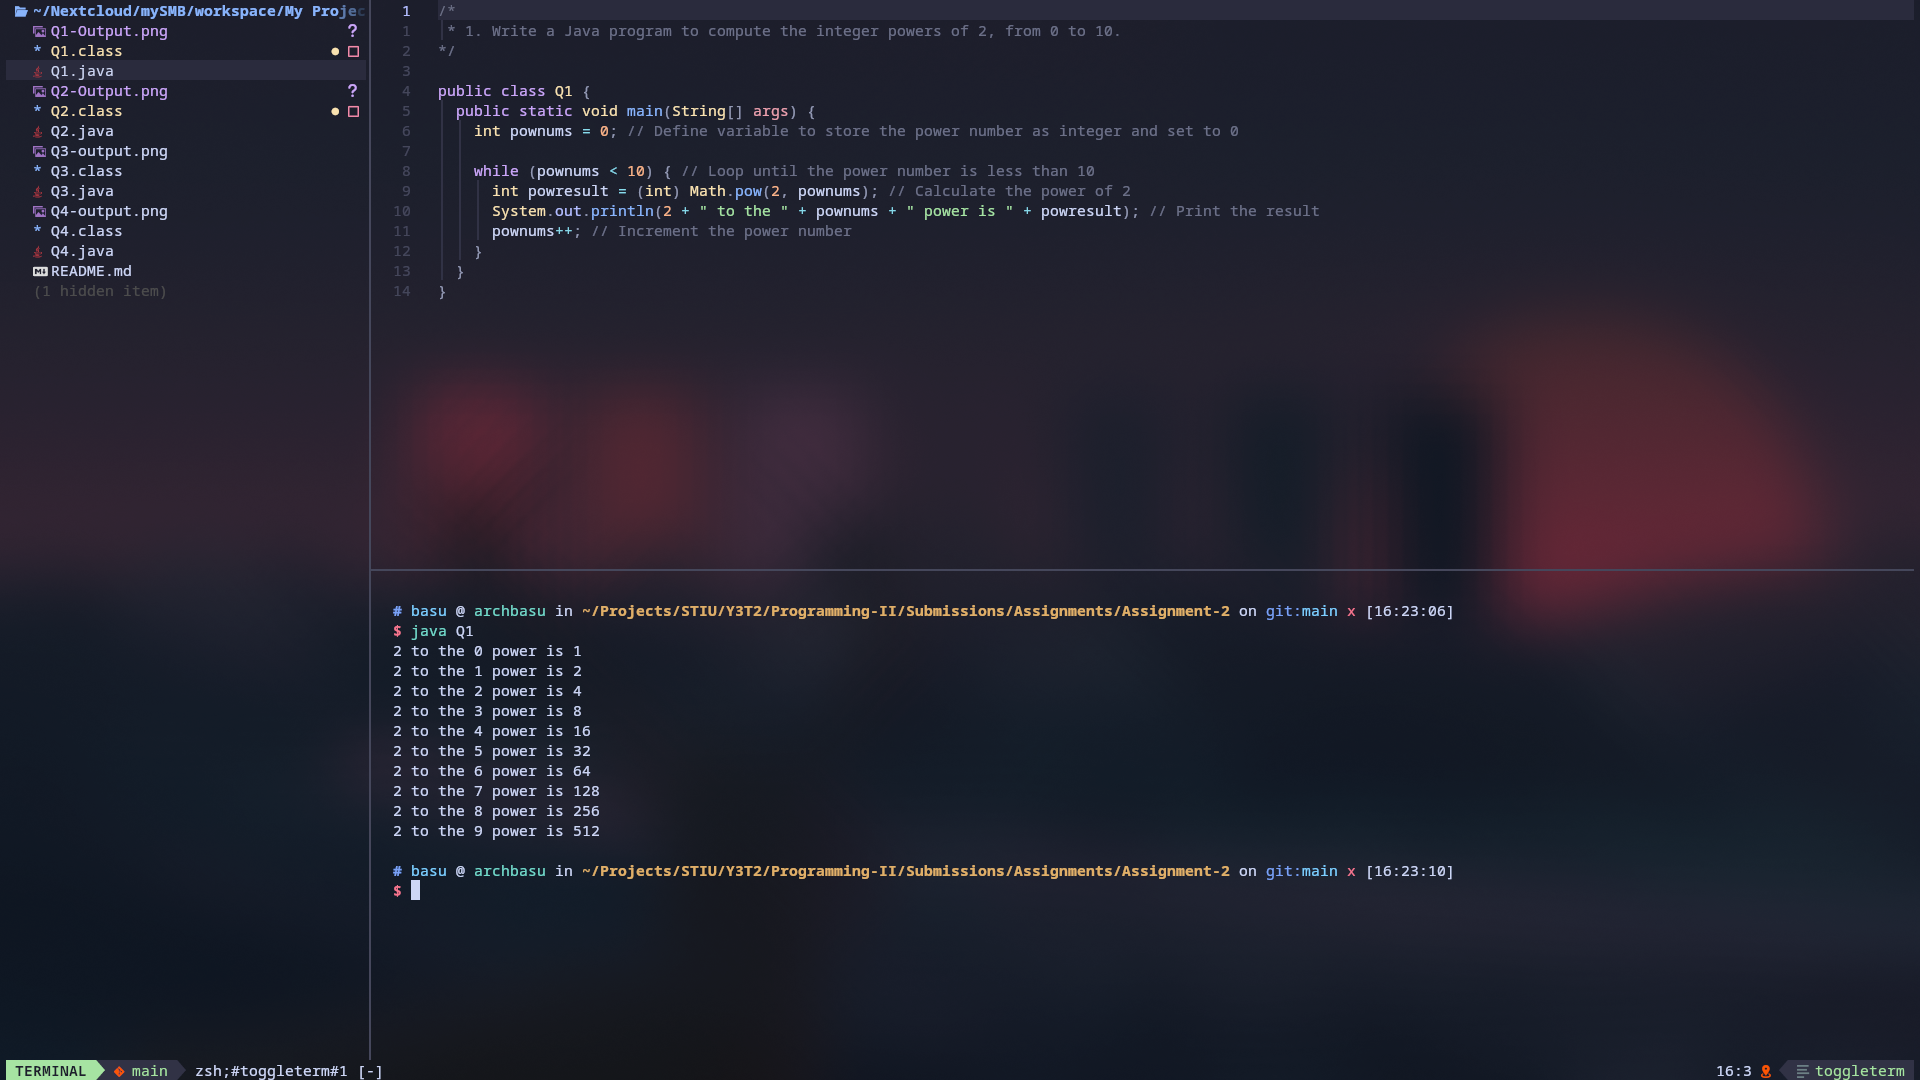 ~/Nextcloud/mySMB/workspace/My Projec
Q1-Output.png ?
* Q1.class
Q1.java
Q2-Output.png ?
* Q2.class
Q2.java
Q3-output.png
* Q3.class
Q3.java
Q4-output.png
* Q4.class
Q4.java
README.md
(1 hidden item)
1 /*
1 * 1. Write a Java program to compute the integer powers of 2, from 0 to 10.
2 */
3
4 public class Q1 {
5 public static void main(String[] args) {
6 int pownums = 0; // Define variable to store the power number as integer and set to 0
7
8 while (pownums < 10) { // Loop until the power number is less than 10
9 int powresult = (int) Math.pow(2, pownums); // Calculate the power of 2
10 System.out.println(2 + " to the " + pownums + " power is " + powresult); // Print the result
11 pownums++; // Increment the power number
12 }
13 }
14 }
# basu @ archbasu in ~/Projects/STIU/Y3T2/Programming-II/Submissions/Assignments/Assignment-2 on git:main x [16:23:06]
$ java Q1
2 to the 0 power is 1
2 to the 1 power is 2
2 to the 2 power is 4
2 to the 3 power is 8
2 to the 4 power is 16
2 to the 5 power is 32
2 to the 6 power is 64
2 to the 7 power is 128
2 to the 8 power is 256
2 to the 9 power is 512
# basu @ archbasu in ~/Projects/STIU/Y3T2/Programming-II/Submissions/Assignments/Assignment-2 on git:main x [16:23:10]
$
TERMINAL main zsh;#toggleterm#1 [-] 16:3 toggleterm